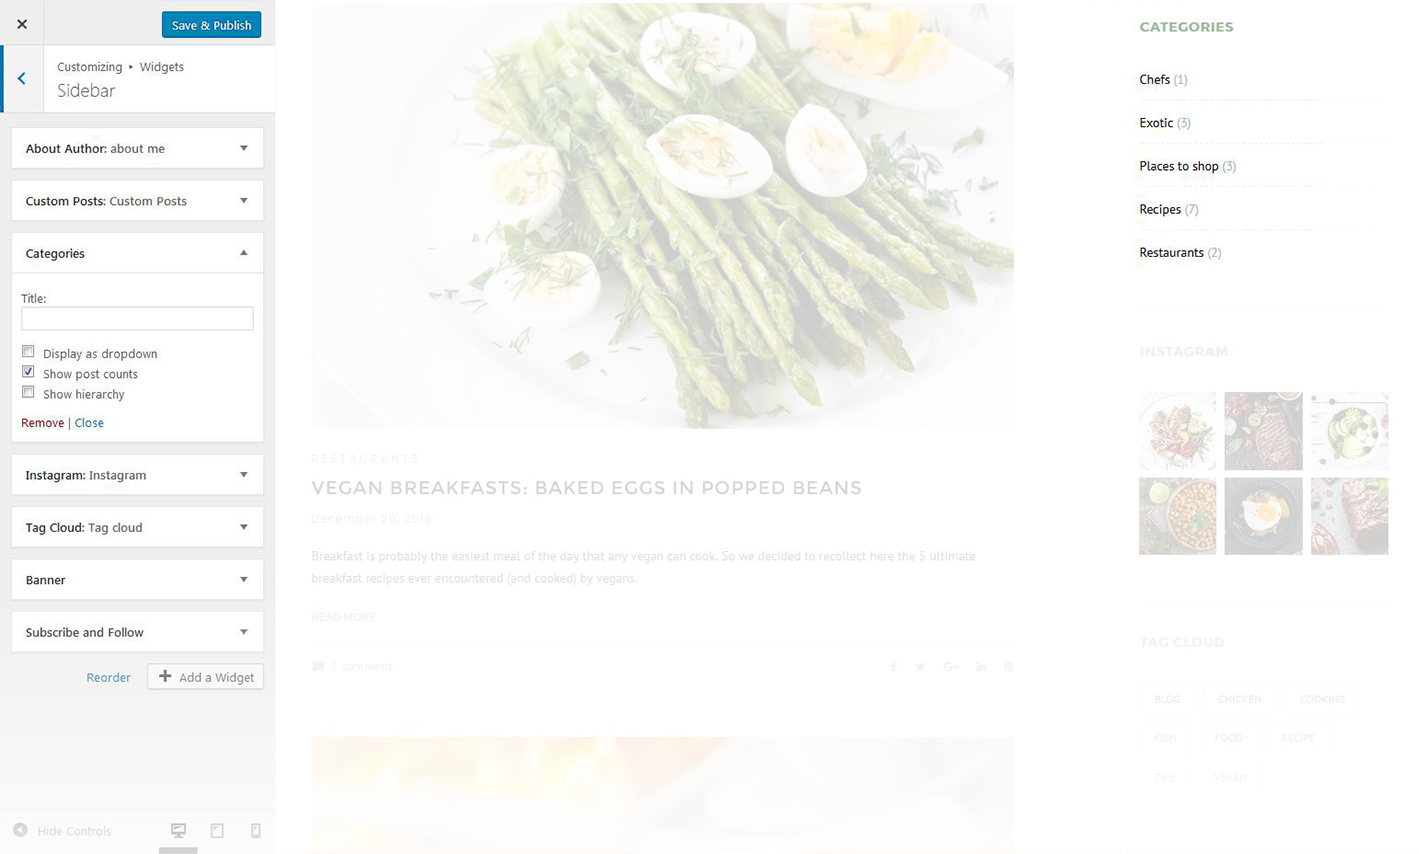 Save & Publish
Customizing ▸ Widgets
Sidebar
About Author: about me
Custom Posts: Custom Posts
Categories
Title:
Display as dropdown
Show post counts
Show hierarchy
Remove | Close
Instagram: Instagram
Tag Cloud: Tag cloud
Banner
Subscribe and Follow
Reorder
Add a Widget
Hide Controls
RESTAURANTS
VEGAN BREAKFASTS: BAKED EGGS IN POPPED BEANS
December 20, 2016
Breakfast is probably the easiest meal of the day that any vegan can cook. So we decided to recollect here the 5 ultimate
breakfast recipes ever encountered (and cooked) by vegans.
READ MORE
1 comment
CATEGORIES
Chefs (1)
Exotic (3)
Places to shop (3)
Recipes (7)
Restaurants (2)
INSTAGRAM
TAG CLOUD
BLOG CHICKEN COOKING
FISH FOOD RECIPE
TIPS VEGAN